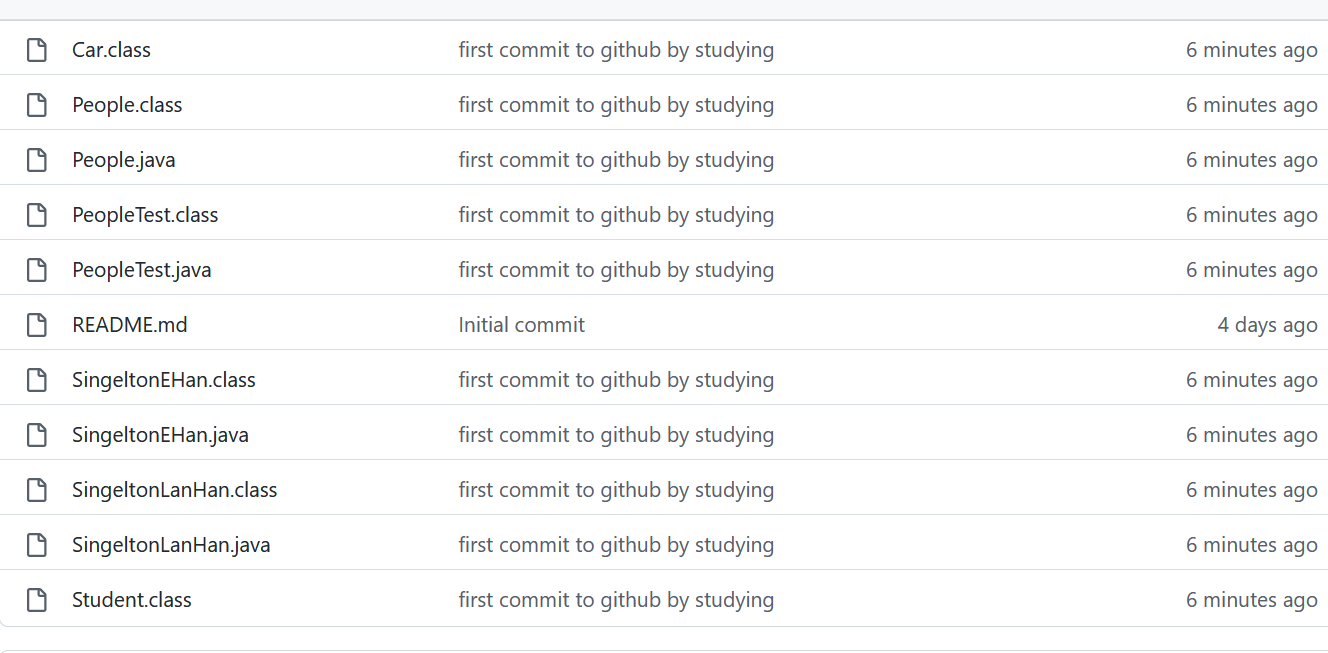 Car.class first commit to github by studying 6 minutes ago
People.class first commit to github by studying 6 minutes ago
People.java first commit to github by studying 6 minutes ago
PeopleTest.class first commit to github by studying 6 minutes ago
PeopleTest.java first commit to github by studying 6 minutes ago
README.md Initial commit 4 days ago
SingeltonEHan.class first commit to github by studying 6 minutes ago
SingeltonEHan.java first commit to github by studying 6 minutes ago
SingeltonLanHan.class first commit to github by studying 6 minutes ago
SingeltonLanHan.java first commit to github by studying 6 minutes ago
Student.class first commit to github by studying 6 minutes ago